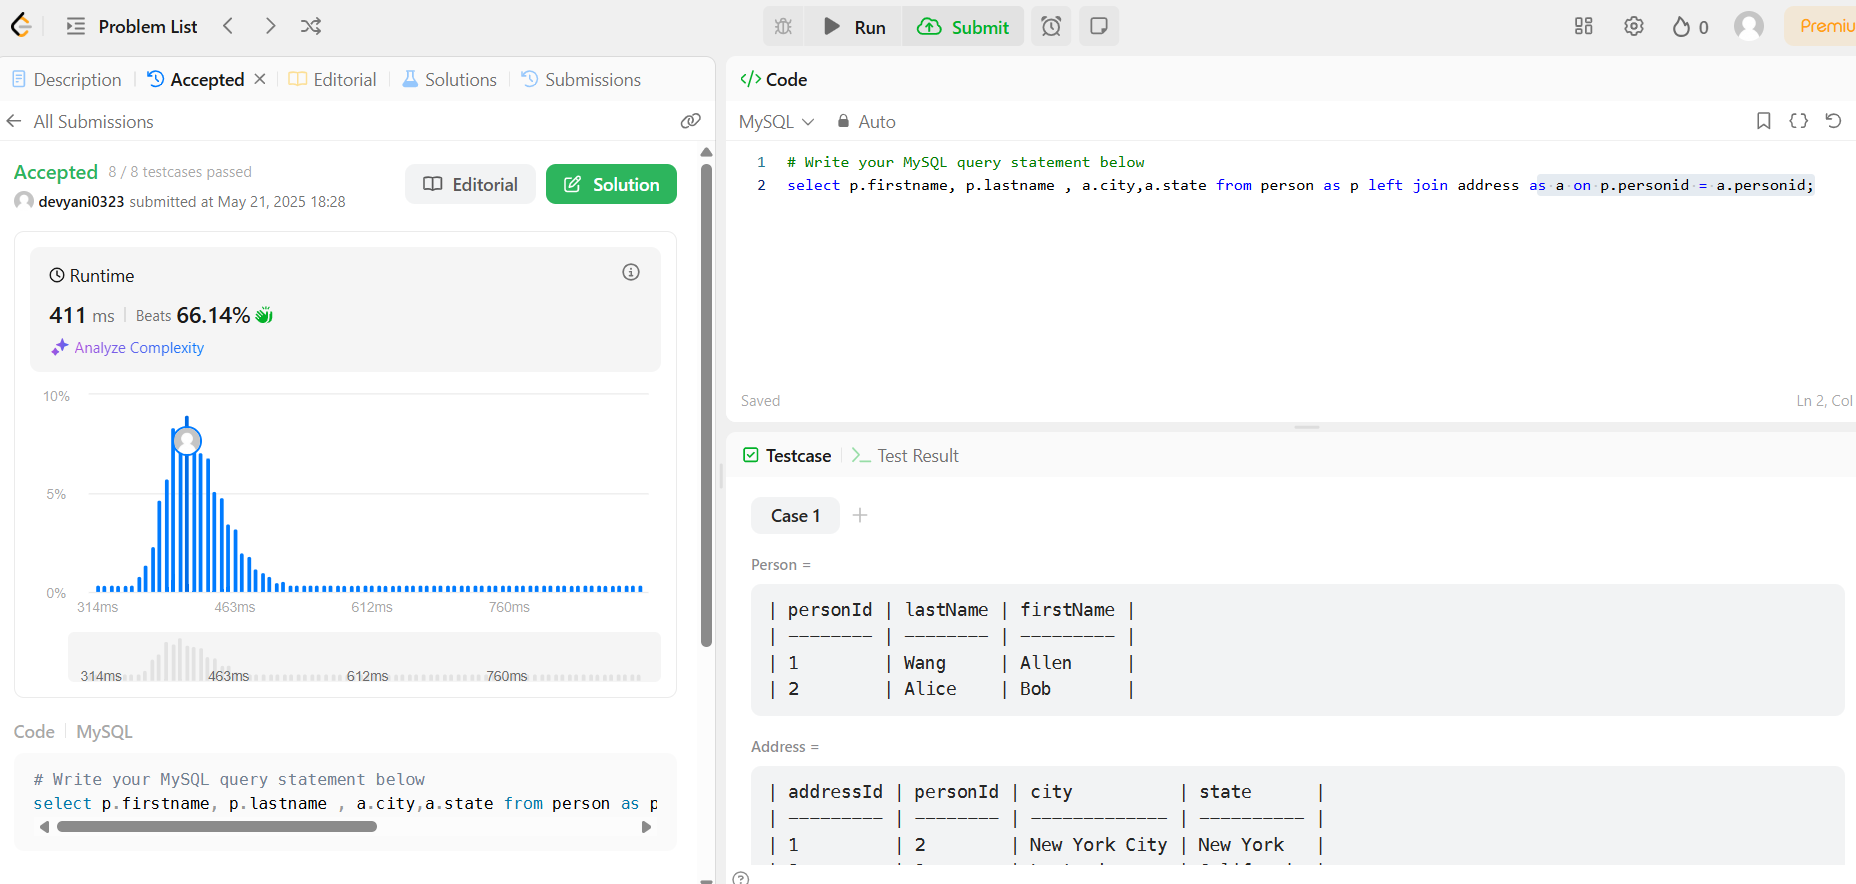 Problem List
Run
Submit
0
Premiu
Description
Accepted
Editorial
Solutions
Submissions
All Submissions
Accepted 8 / 8 testcases passed
devyani0323 submitted at May 21, 2025 18:28
Editorial
Solution
Runtime
411 ms | Beats 66.14%
Analyze Complexity
10%
5%
0%
314ms 463ms 612ms 760ms
314ms 463ms 612ms 760ms
Code | MySQL
# Write your MySQL query statement below
select p.firstname, p.lastname , a.city,a.state from person as p
</> Code
MySQL
Auto
1 # Write your MySQL query statement below
2 select p.firstname, p.lastname , a.city,a.state from person as p left join address as a on p.personid = a.personid;
Saved
Ln 2, Col
Testcase
Test Result
Case 1
Person =
| personId | lastName | firstName |
| -------- | -------- | --------- |
| 1 | Wang | Allen |
| 2 | Alice | Bob |
Address =
| addressId | personId | city | state |
| --------- | -------- | ------------- | ---------- |
| 1 | 2 | New York City | New York |